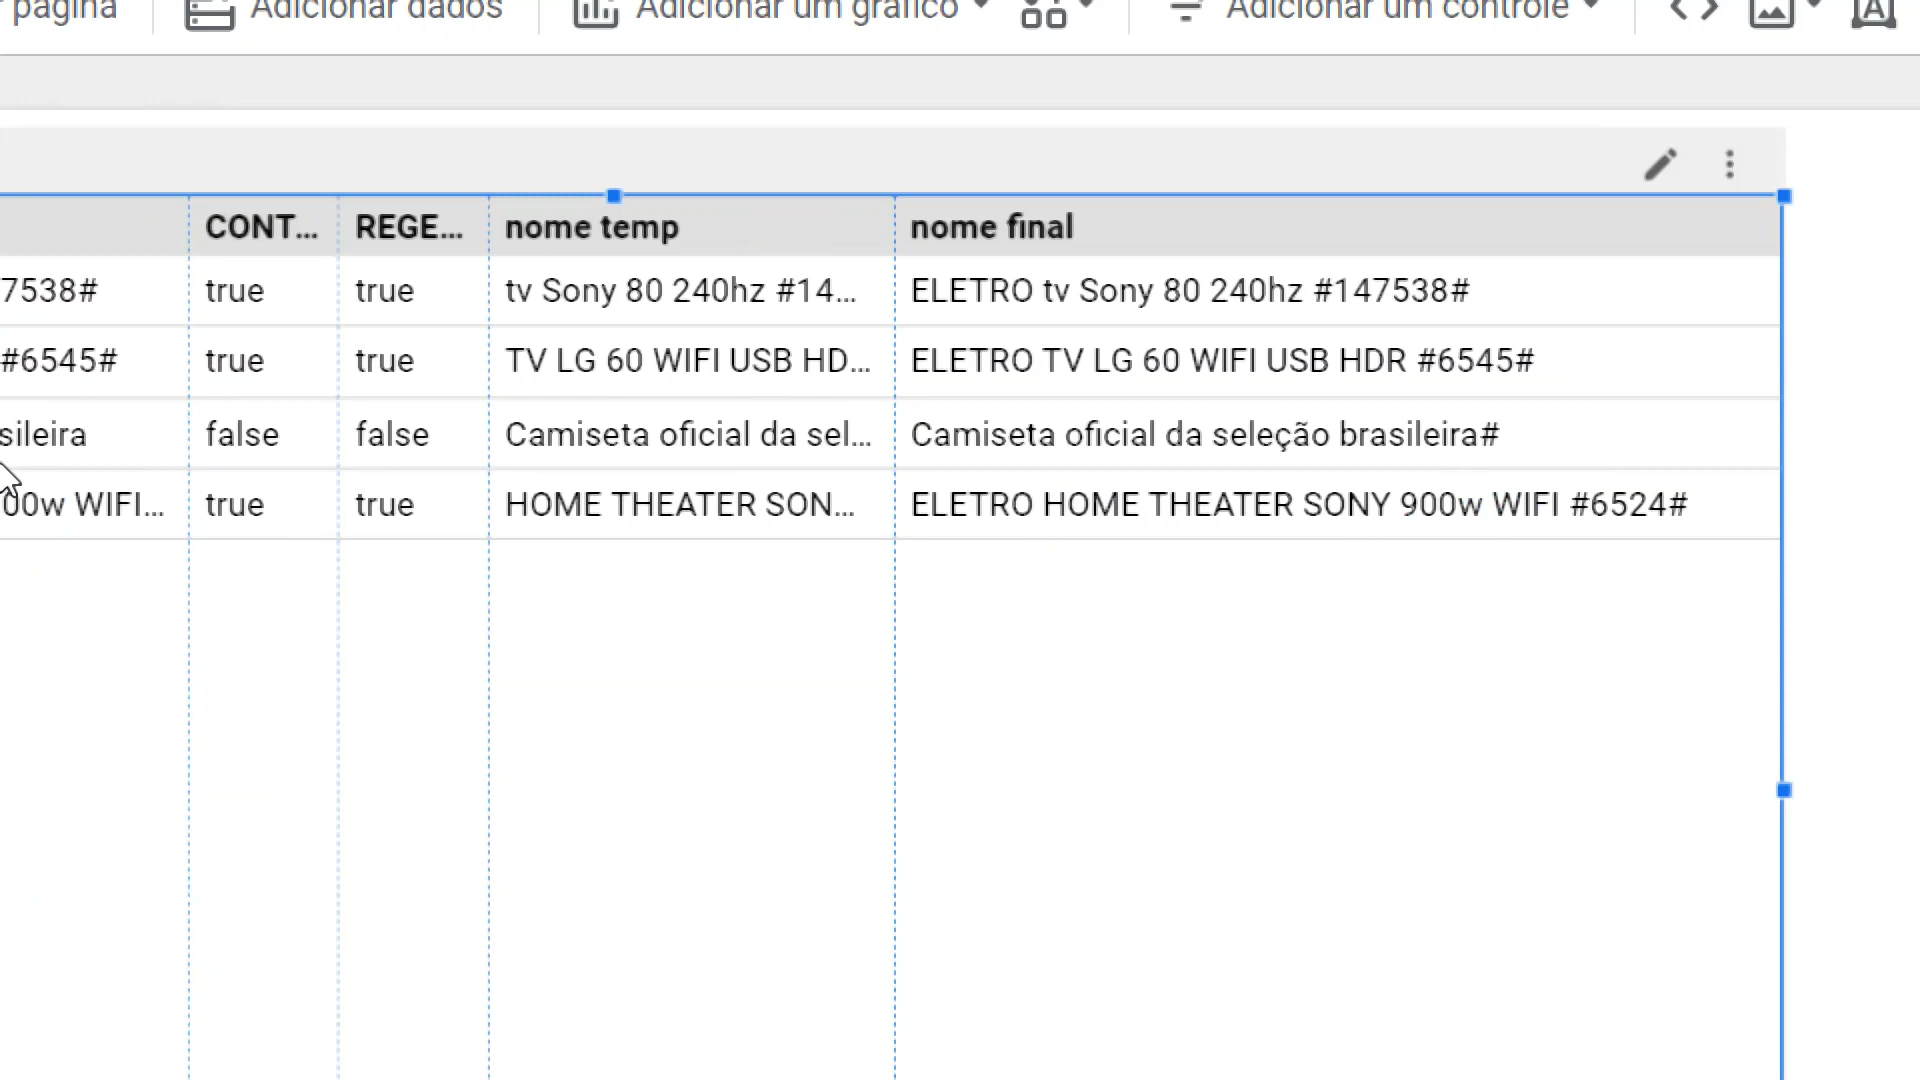 página Adicionar dados Adicionar um gráfico Adicionar um controle
CONT... REGE... nome temp nome final
7538# true true tv Sony 80 240hz #14... ELETRO tv Sony 80 240hz #147538#
#6545# true true TV LG 60 WIFI USB HD... ELETRO TV LG 60 WIFI USB HDR #6545#
sileira false false Camiseta oficial da sel... Camiseta oficial da seleção brasileira#
00w WIFI... true true HOME THEATER SON... ELETRO HOME THEATER SONY 900w WIFI #6524#